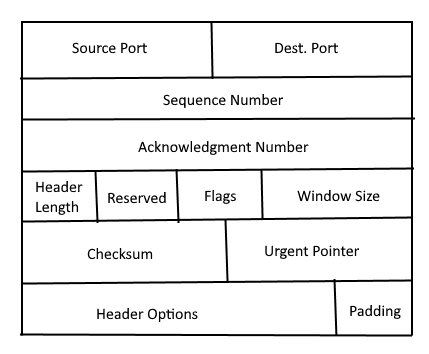 Source Port
Dest. Port
Sequence Number
Acknowledgment Number
Header
Length
Reserved
Flags
Window Size
Checksum
Urgent Pointer
Header Options
Padding